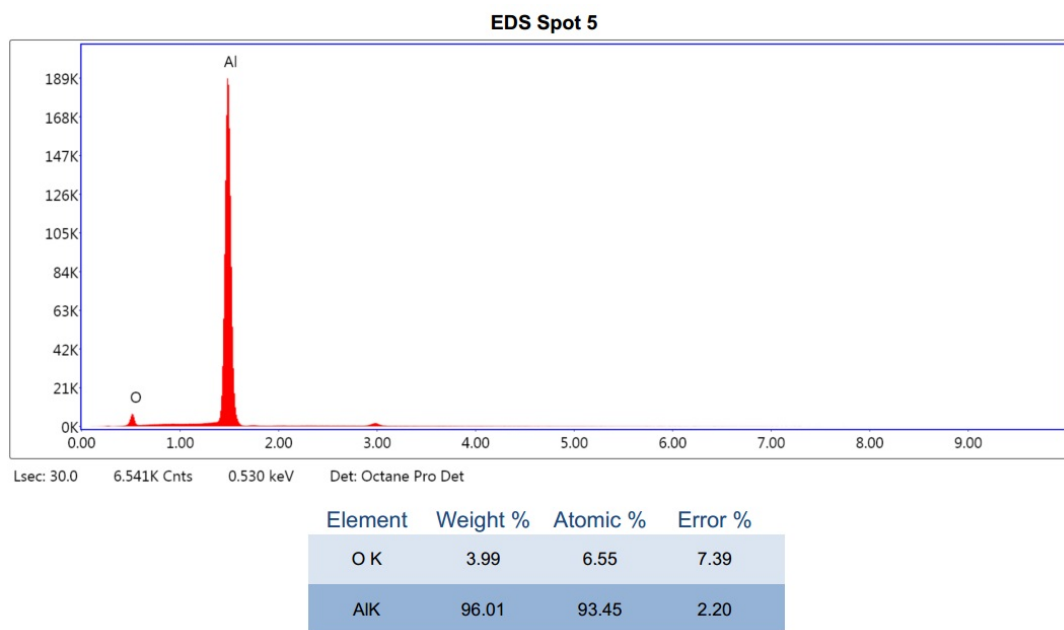 EDS Spot 5
Al
189K
168K
147K
126K
105K
84K
63K
42K
21K
O
0K
0.00 1.00 2.00 3.00 4.00 5.00 6.00 7.00 8.00 9.00
Lsec: 30.0 6.541K Cnts 0.530 keV Det: Octane Pro Det
Element Weight % Atomic % Error %
O K 3.99 6.55 7.39
AlK 96.01 93.45 2.20